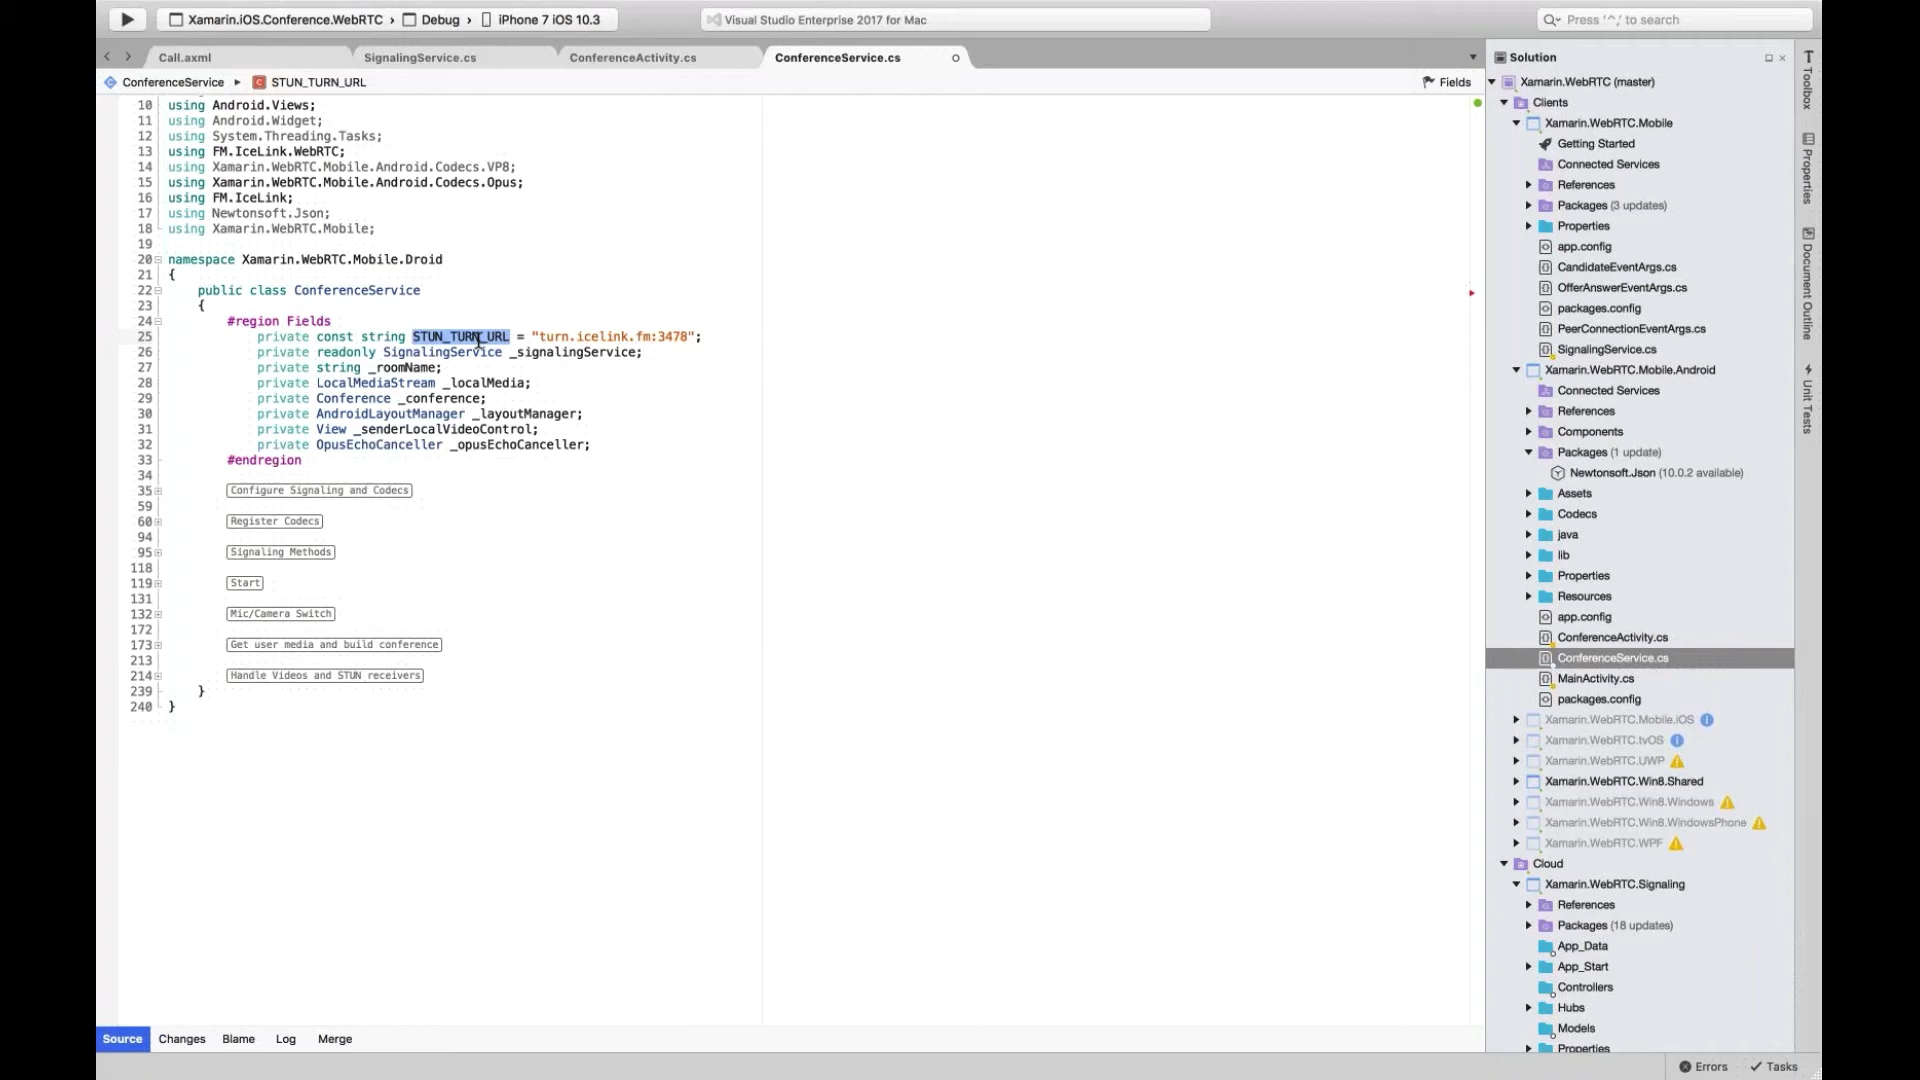 Xamarin.iOS.Conference.WebRTC › Debug › iPhone 7 iOS 10.3
Visual Studio Enterprise 2017 for Mac
Press '^,' to search
Call.axml
SignalingService.cs
ConferenceActivity.cs
ConferenceService.cs
ConferenceService ▸ STUN_TURN_URL
Fields
10 using Android.Views;
11 using Android.Widget;
12 using System.Threading.Tasks;
13 using FM.IceLink.WebRTC;
14 using Xamarin.WebRTC.Mobile.Android.Codecs.VP8;
15 using Xamarin.WebRTC.Mobile.Android.Codecs.Opus;
16 using FM.IceLink;
17 using Newtonsoft.Json;
18 using Xamarin.WebRTC.Mobile;
19
20 namespace Xamarin.WebRTC.Mobile.Droid
21 {
22 public class ConferenceService
23 {
24 #region Fields
25 private const string STUN_TURN_URL = "turn.icelink.fm:3478";
26 private readonly SignalingService _signalingService;
27 private string _roomName;
28 private LocalMediaStream _localMedia;
29 private Conference _conference;
30 private AndroidLayoutManager _layoutManager;
31 private View _senderLocalVideoControl;
32 private OpusEchoCanceller _opusEchoCanceller;
33 #endregion
34
35 Configure Signaling and Codecs
59
60 Register Codecs
94
95 Signaling Methods
118
119 Start
131
132 Mic/Camera Switch
172
173 Get user media and build conference
213
214 Handle Videos and STUN receivers
239 }
240 }
Source Changes Blame Log Merge
Solution
Xamarin.WebRTC (master)
Clients
Xamarin.WebRTC.Mobile
Getting Started
Connected Services
References
Packages (3 updates)
Properties
app.config
CandidateEventArgs.cs
OfferAnswerEventArgs.cs
packages.config
PeerConnectionEventArgs.cs
SignalingService.cs
Xamarin.WebRTC.Mobile.Android
Connected Services
References
Components
Packages (1 update)
Newtonsoft.Json (10.0.2 available)
Assets
Codecs
java
lib
Properties
Resources
app.config
ConferenceActivity.cs
ConferenceService.cs
MainActivity.cs
packages.config
Xamarin.WebRTC.Mobile.iOS
Xamarin.WebRTC.tvOS
Xamarin.WebRTC.UWP
Xamarin.WebRTC.Win8.Shared
Xamarin.WebRTC.Win8.Windows
Xamarin.WebRTC.Win8.WindowsPhone
Xamarin.WebRTC.WPF
Cloud
Xamarin.WebRTC.Signaling
References
Packages (18 updates)
App_Data
App_Start
Controllers
Hubs
Models
Properties
Toolbox
Properties
Document Outline
Unit Tests
Errors
Tasks